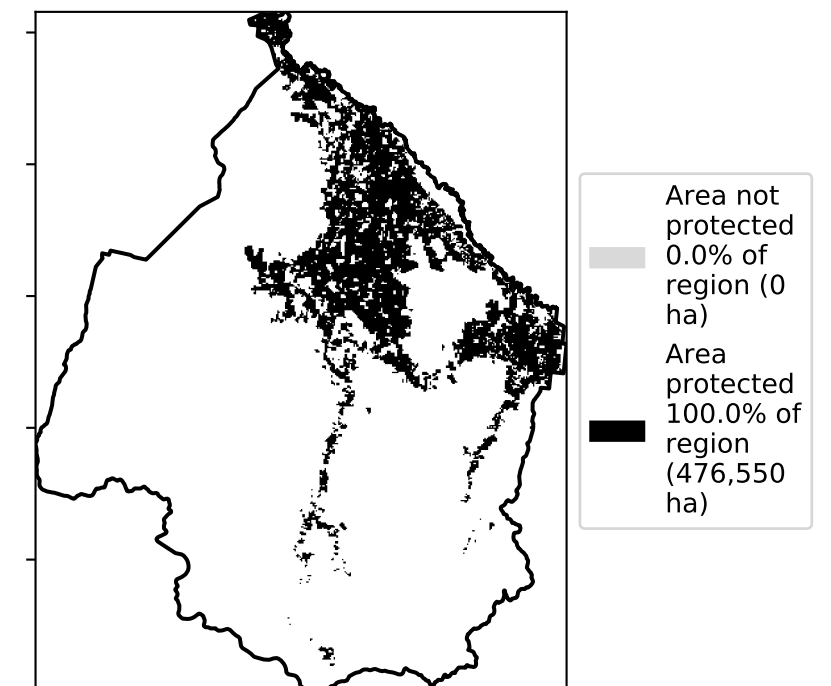 Area not
protected
0.0% of
region (0
ha)
Area
protected
100.0% of
region
(476,550
ha)